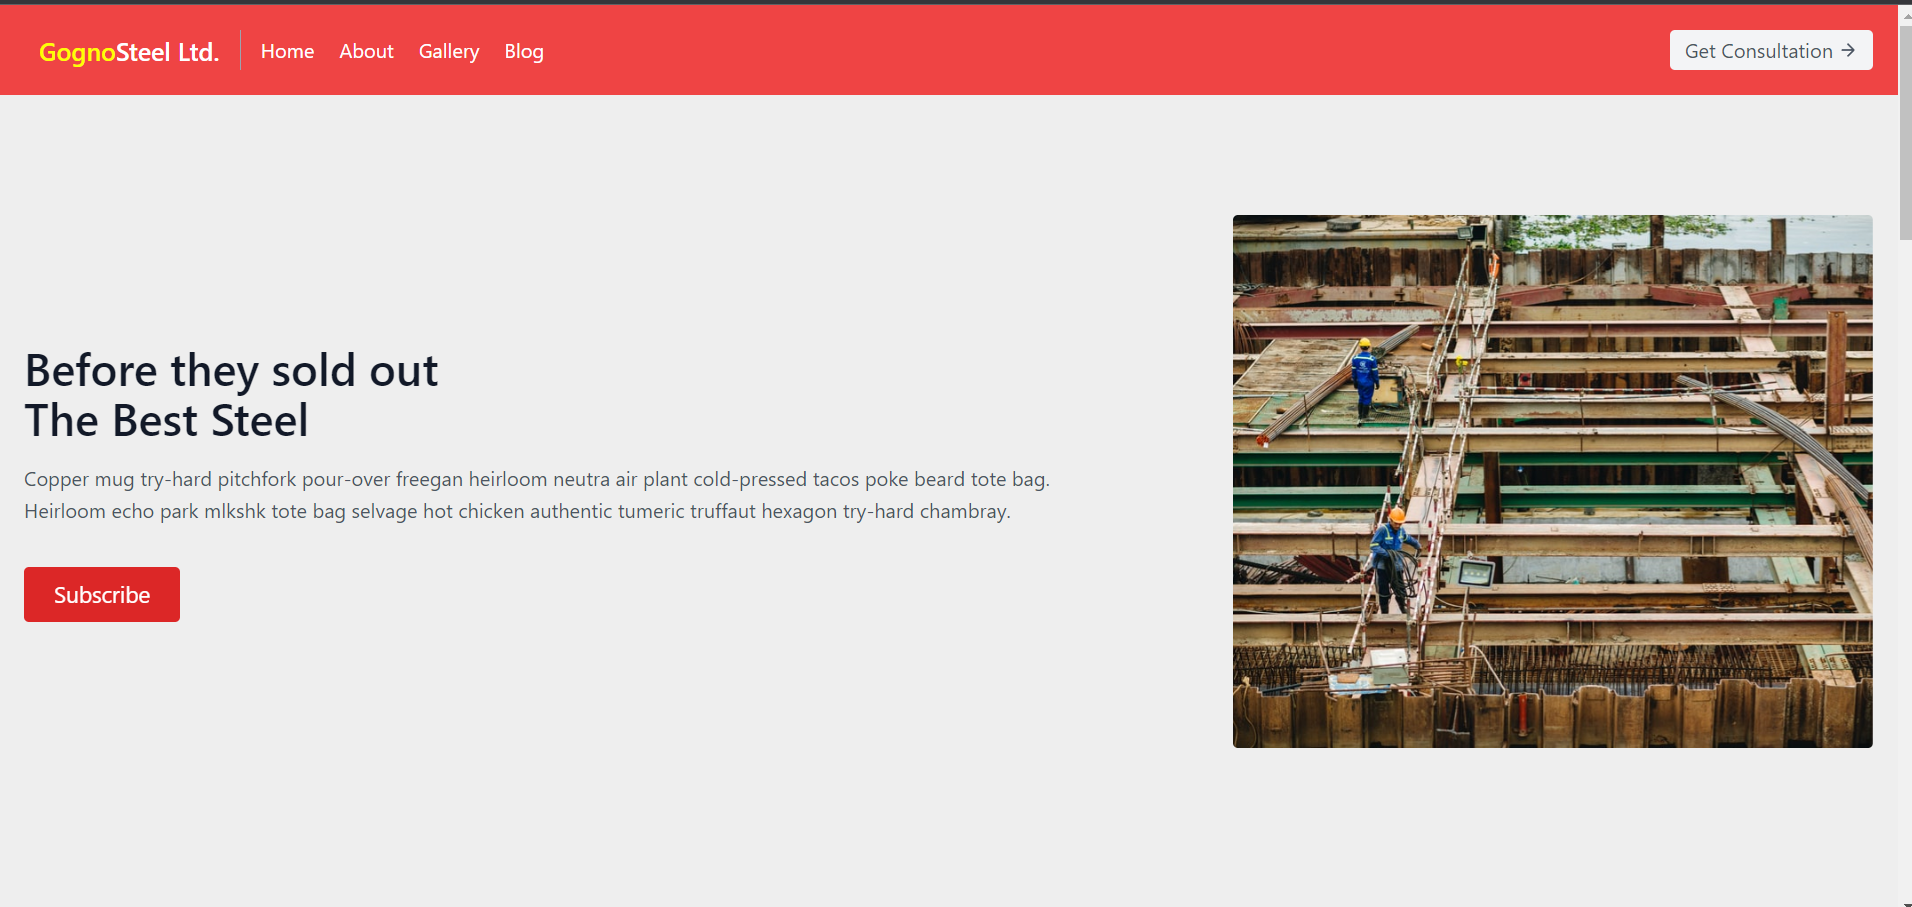 GognoSteel Ltd. Home About Gallery Blog Get Consultation →
Before they sold out
The Best Steel
Copper mug try-hard pitchfork pour-over freegan heirloom neutra air plant cold-pressed tacos poke beard tote bag.
Heirloom echo park mlkshk tote bag selvage hot chicken authentic tumeric truffaut hexagon try-hard chambray.
Subscribe